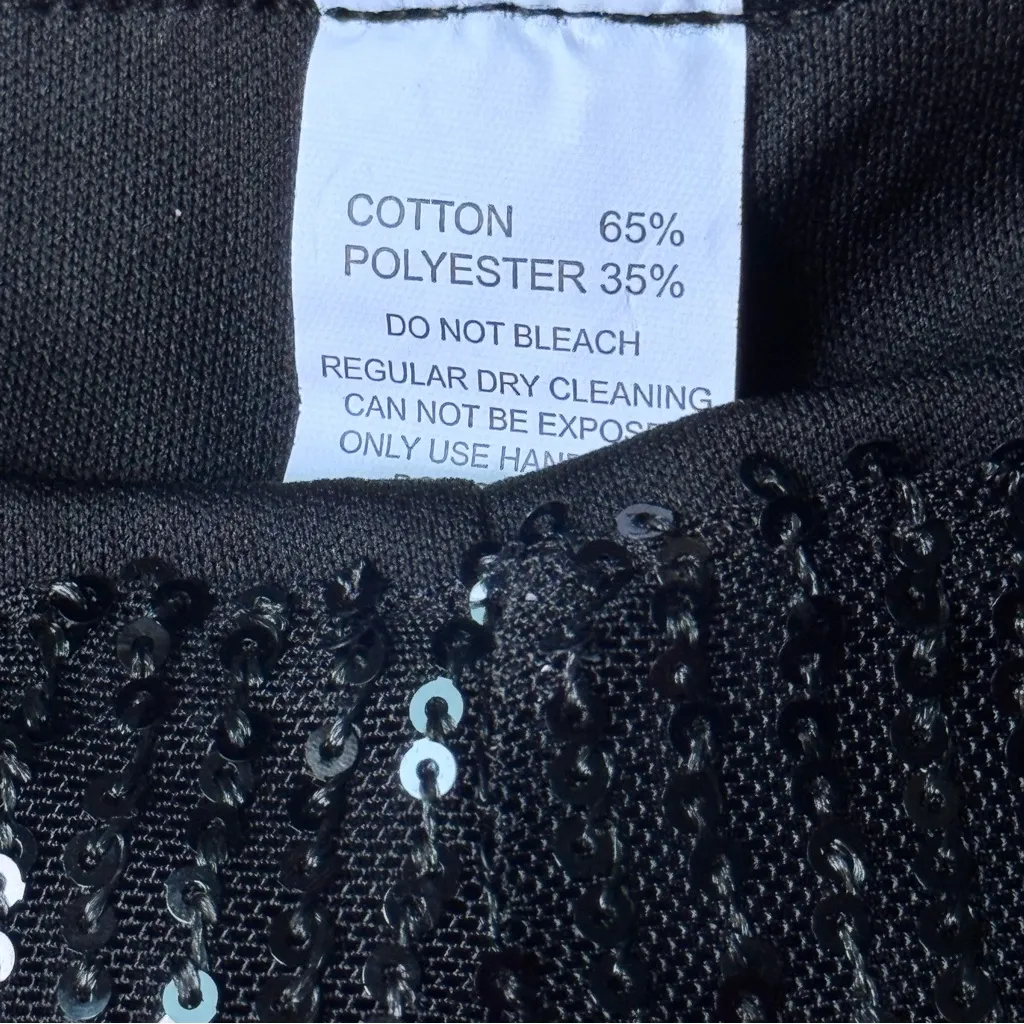 COTTON 65%
POLYESTER 35%
DO NOT BLEACH
REGULAR DRY CLEANING
CAN NOT BE
ONLY USE